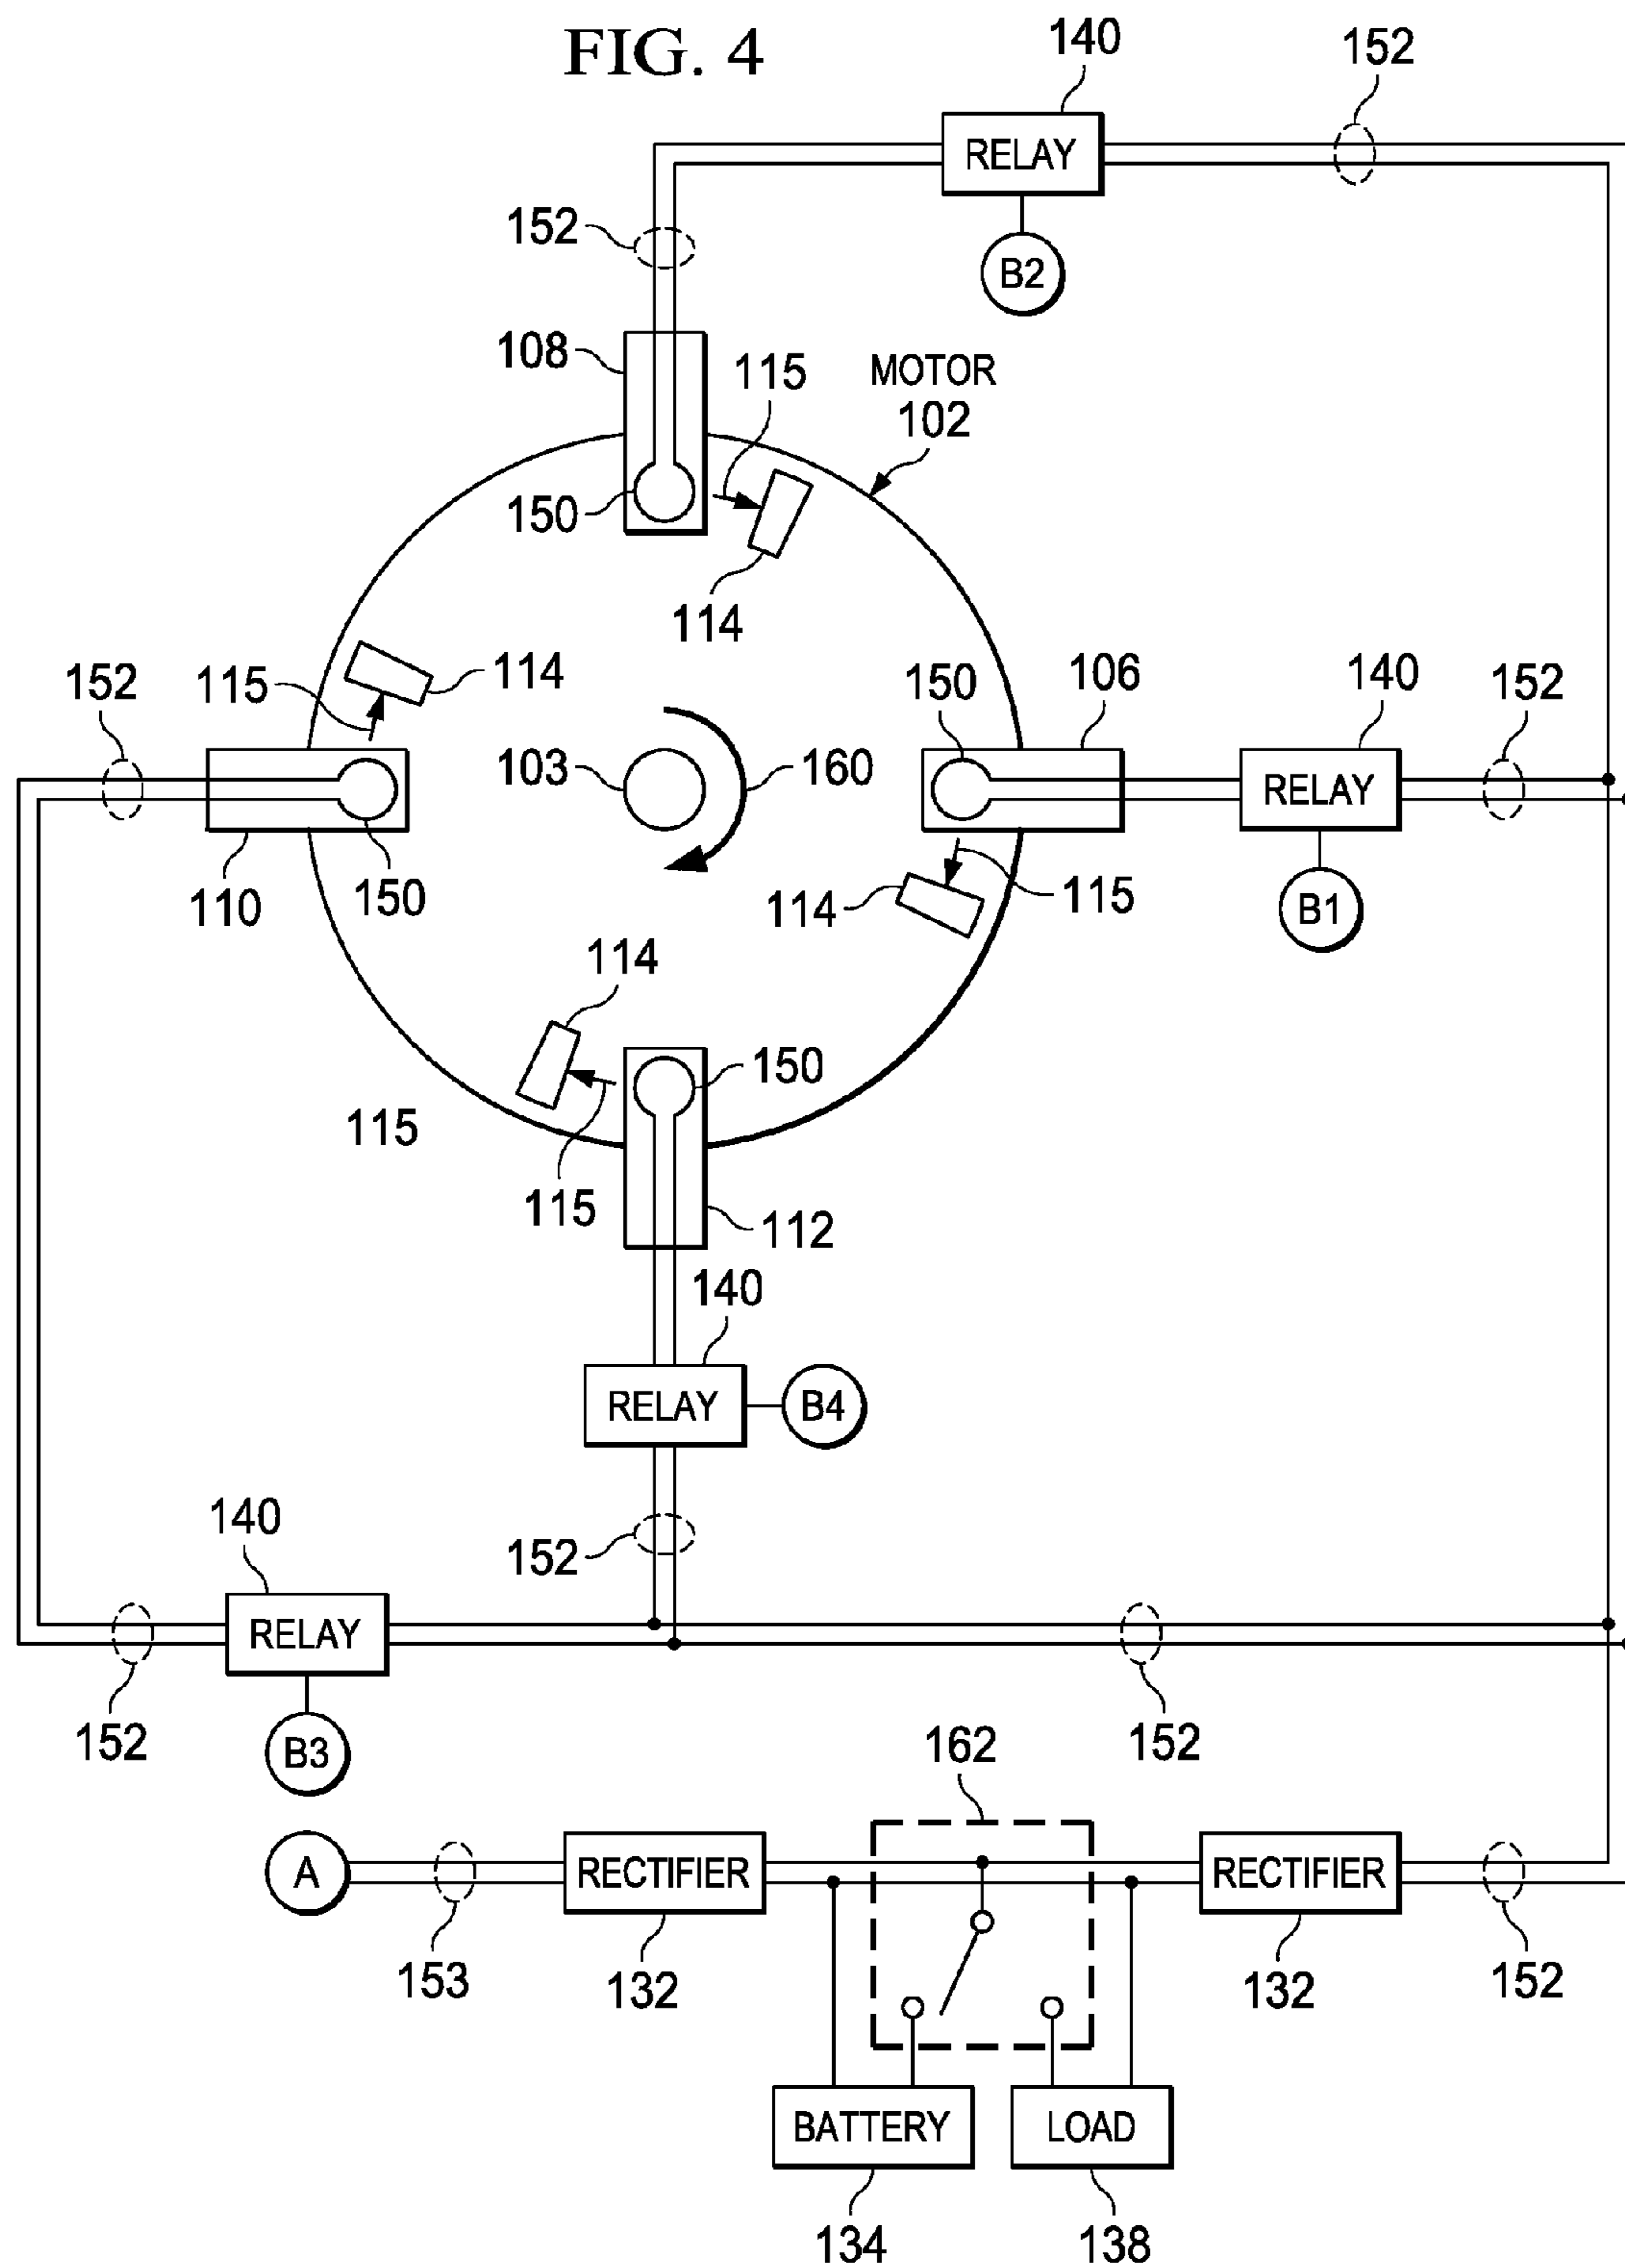 FIG. 4
140
152
RELAY
152
B2
108
115
MOTOR
102
150
114
152
115
114
150
106
140
152
103
160
RELAY
110
150
114
115
B1
114
150
115
115
112
140
RELAY
B4
140
152
RELAY
152
B3
152
162
A
RECTIFIER
RECTIFIER
153
132
132
152
BATTERY
LOAD
134
138